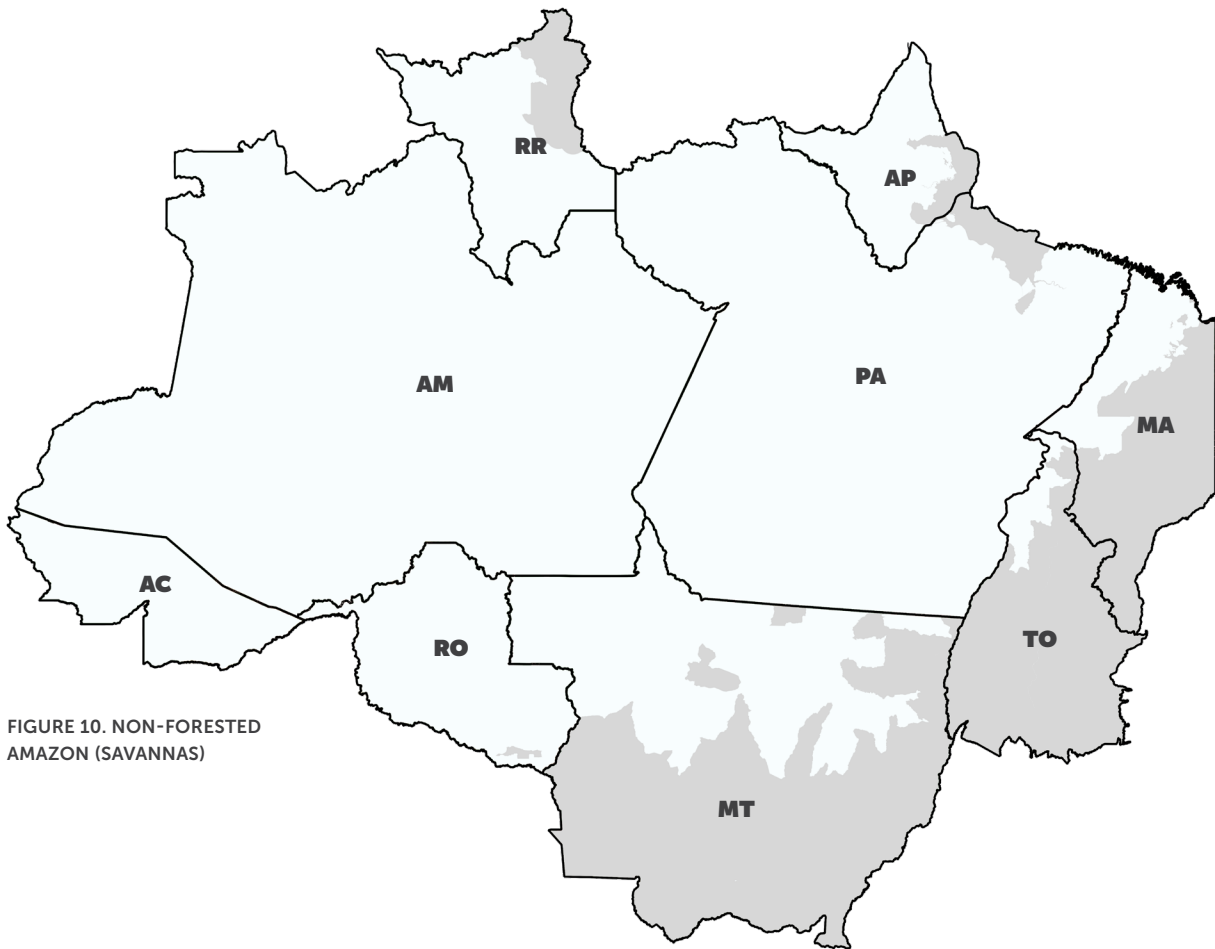 RR
AP
AM
PA
MA
AC
RO
TO
FIGURE 10. NON-FORESTED
AMAZON (SAVANNAS)
MT